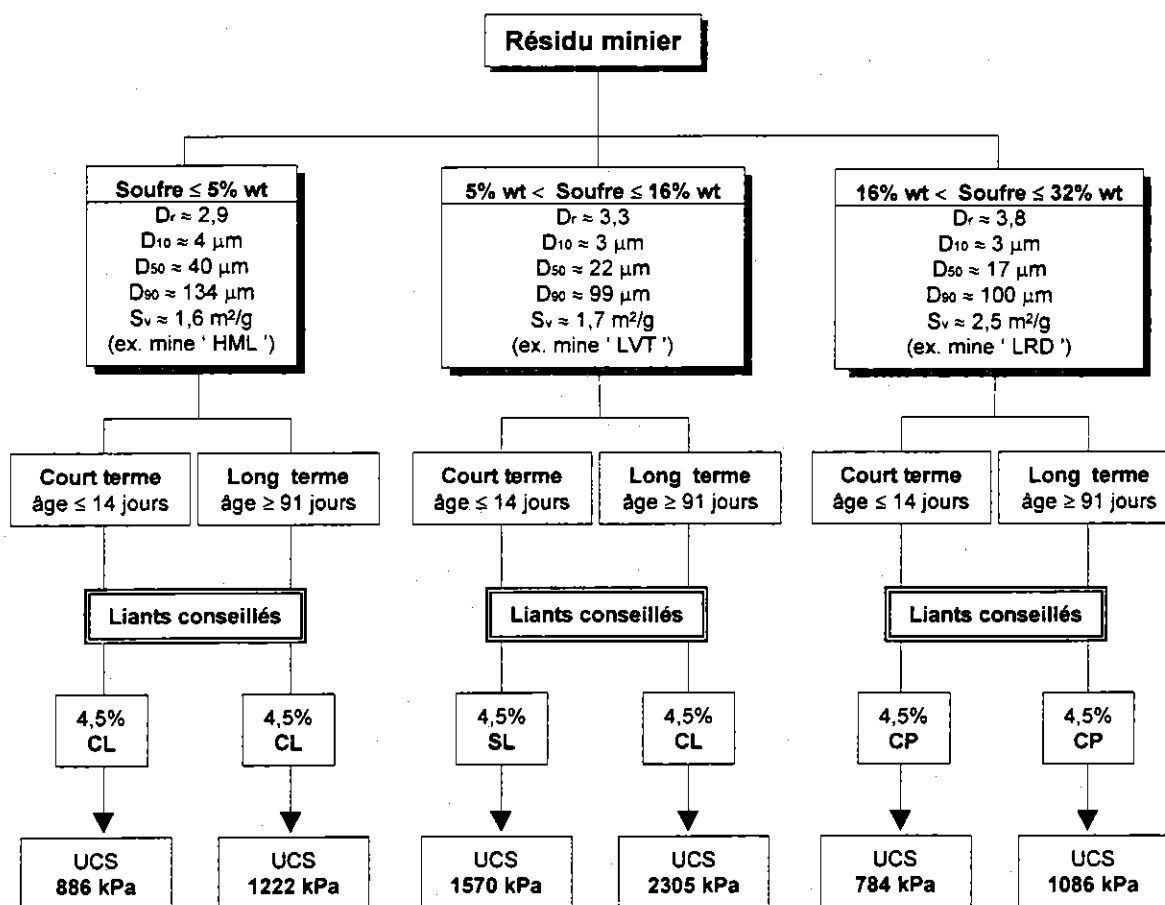 Résidu minier
Soufre ≤ 5% wt
Dr ≈ 2,9
D10 ≈ 4 μm
D50 ≈ 40 μm
D90 ≈ 134 μm
Sv ≈ 1,6 m²/g
(ex. mine ' HML ')
5% wt < Soufre ≤ 16% wt
Dr ≈ 3,3
D10 ≈ 3 μm
D50 ≈ 22 μm
D90 ≈ 99 μm
Sv ≈ 1,7 m²/g
(ex. mine ' LVT ')
16% wt < Soufre ≤ 32% wt
Dr ≈ 3,8
D10 ≈ 3 μm
D50 ≈ 17 μm
D90 ≈ 100 μm
Sv ≈ 2,5 m²/g
(ex. mine ' LRD ')
Court terme
âge ≤ 14 jours
Long terme
âge ≥ 91 jours
Court terme
âge ≤ 14 jours
Long terme
âge ≥ 91 jours
Court terme
âge ≤ 14 jours
Long terme
âge ≥ 91 jours
Liants conseillés
Liants conseillés
Liants conseillés
4,5%
CL
4,5%
CL
4,5%
SL
4,5%
CL
4,5%
CP
4,5%
CP
UCS
886 kPa
UCS
1222 kPa
UCS
1570 kPa
UCS
2305 kPa
UCS
784 kPa
UCS
1086 kPa